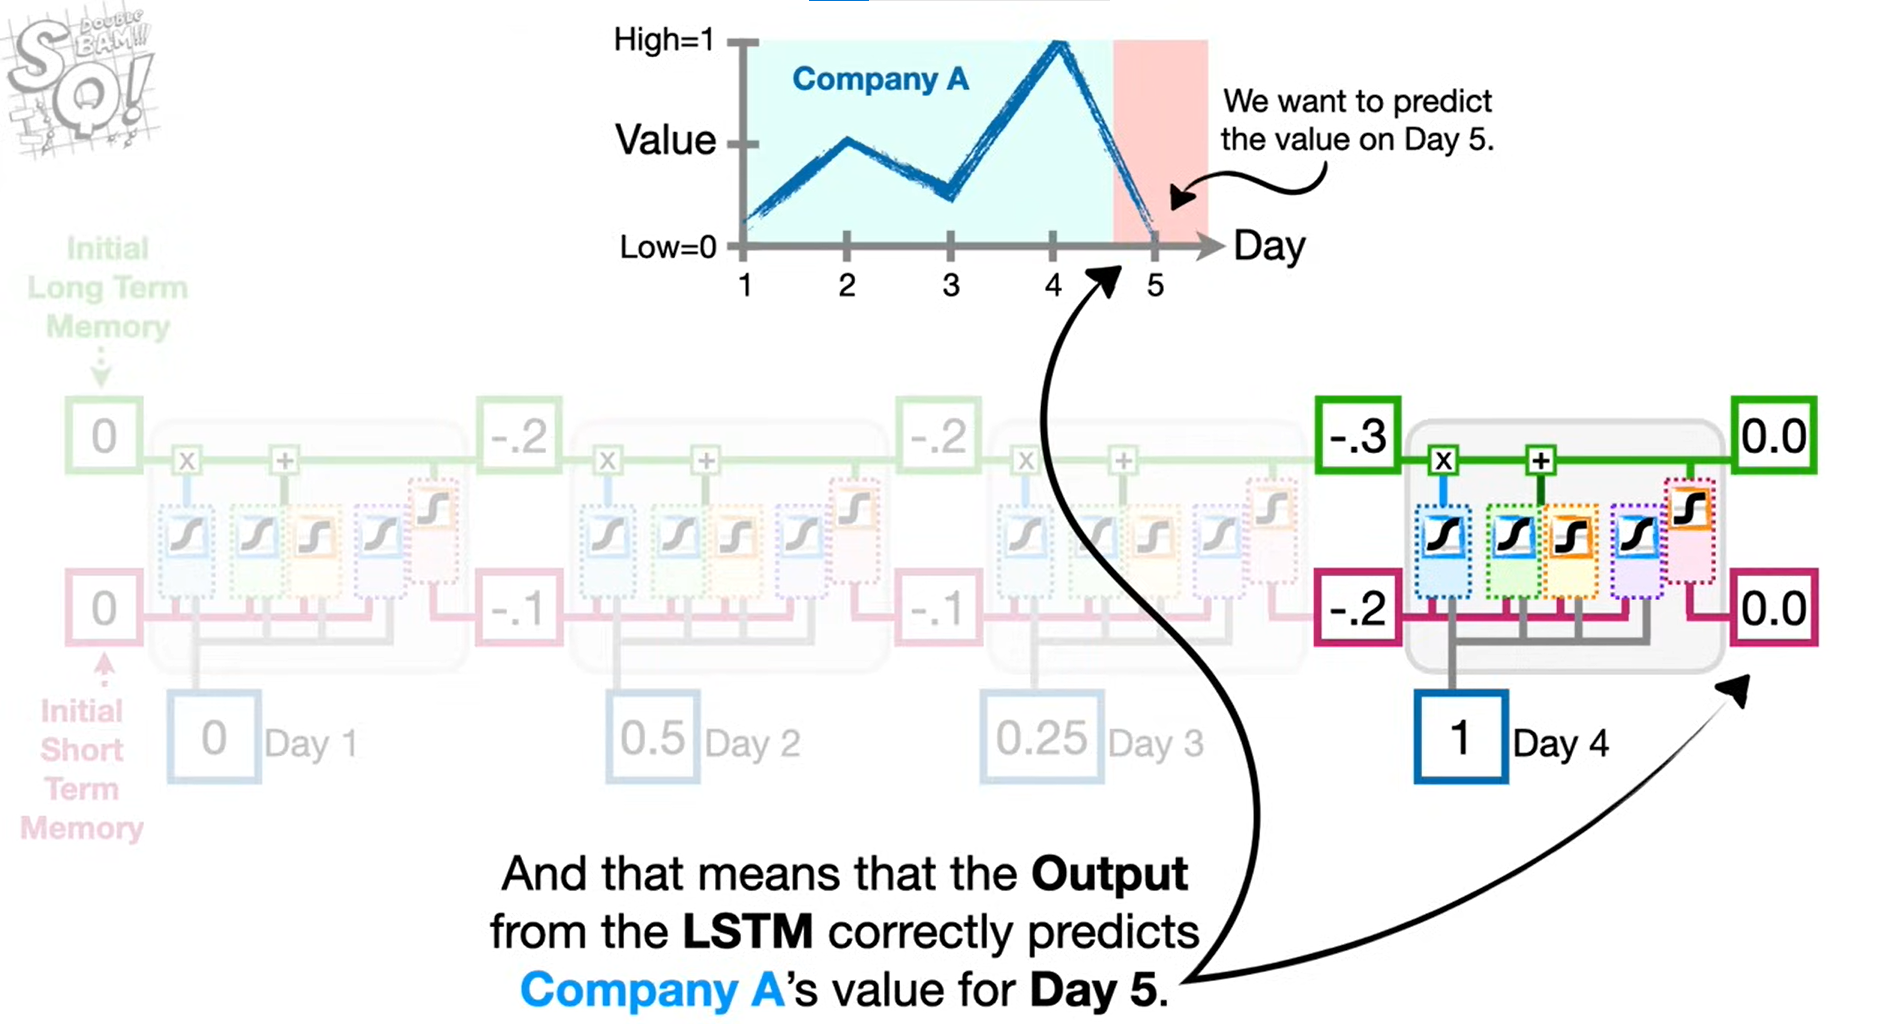 DOUBLE
BAM!!!
SQ!
High=1
Company A
Value
Low=0
1 2 3 4 5
Day
We want to predict
the value on Day 5.
Initial
Long Term
Memory
0 -.2 -.2 -.3 0.0
x + x + x + x +
0 -.1 -.1 -.2 0.0
Initial
Short
Term
Memory
0 Day 1 0.5 Day 2 0.25 Day 3 1 Day 4
And that means that the Output
from the LSTM correctly predicts
Company A's value for Day 5.